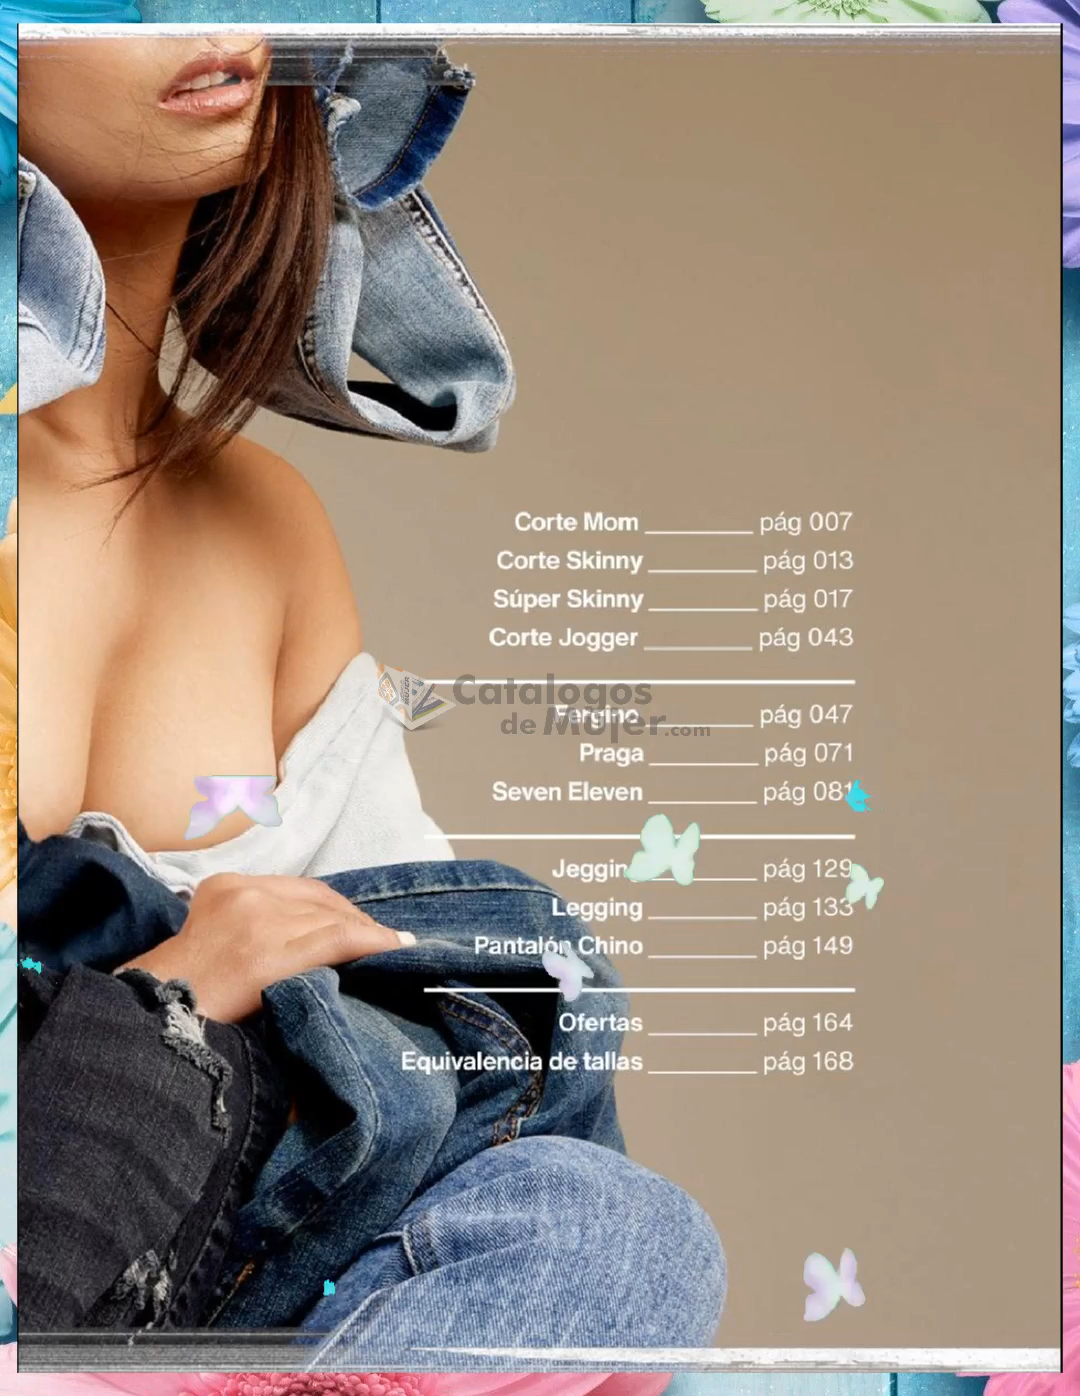 Corte Mom pág 007
Corte Skinny pág 013
Súper Skinny pág 017
Corte Jogger pág 043
Catalogos
de Mujer.com
Fergino pág 047
Praga pág 071
Seven Eleven pág 081
Jegging pág 129
Legging pág 133
Pantalón Chino pág 149
Ofertas pág 164
Equivalencia de tallas pág 168